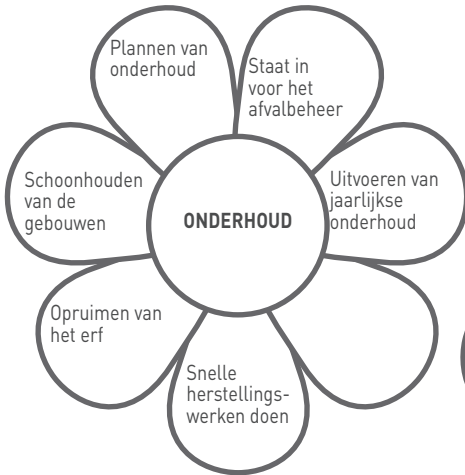 Plannen van
onderhoud
Staat in
voor het
afvalbeheer
Schoonhouden
van de
gebouwen
ONDERHOUD
Uitvoeren van
jaarlijkse
onderhoud
Opruimen van
het erf
Snelle
herstellings-
werken doen